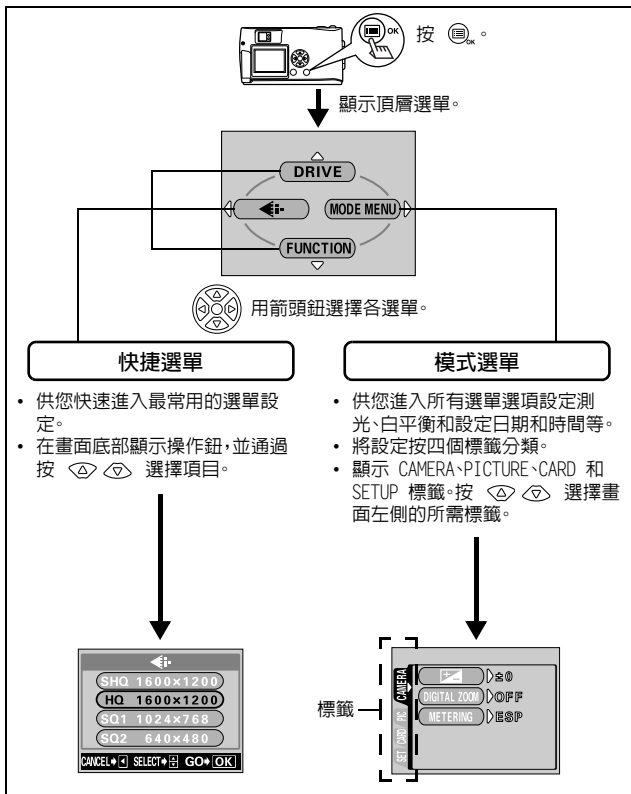 OK
按 OK 。
顯示頂層選單。
DRIVE
MODE MENU
FUNCTION
用箭頭鈕選擇各選單。
快捷選單
• 供您快速進入最常用的選單設
定。
• 在畫面底部顯示操作鈕,並通過
按 選擇項目。
模式選單
• 供您進入所有選單選項設定測
光、白平衡和設定日期和時間等。
• 將設定按四個標籤分類。
• 顯示 CAMERA、PICTURE、CARD 和
SETUP 標籤。按 選擇畫
面左側的所需標籤。
SHQ 1600×1200
HQ 1600×1200
SQ1 1024×768
SQ2 640×480
CANCEL SELECT GO OK
標籤
CAMERA
PIC
CARD
SET
±0
DIGITAL ZOOM OFF
METERING ESP